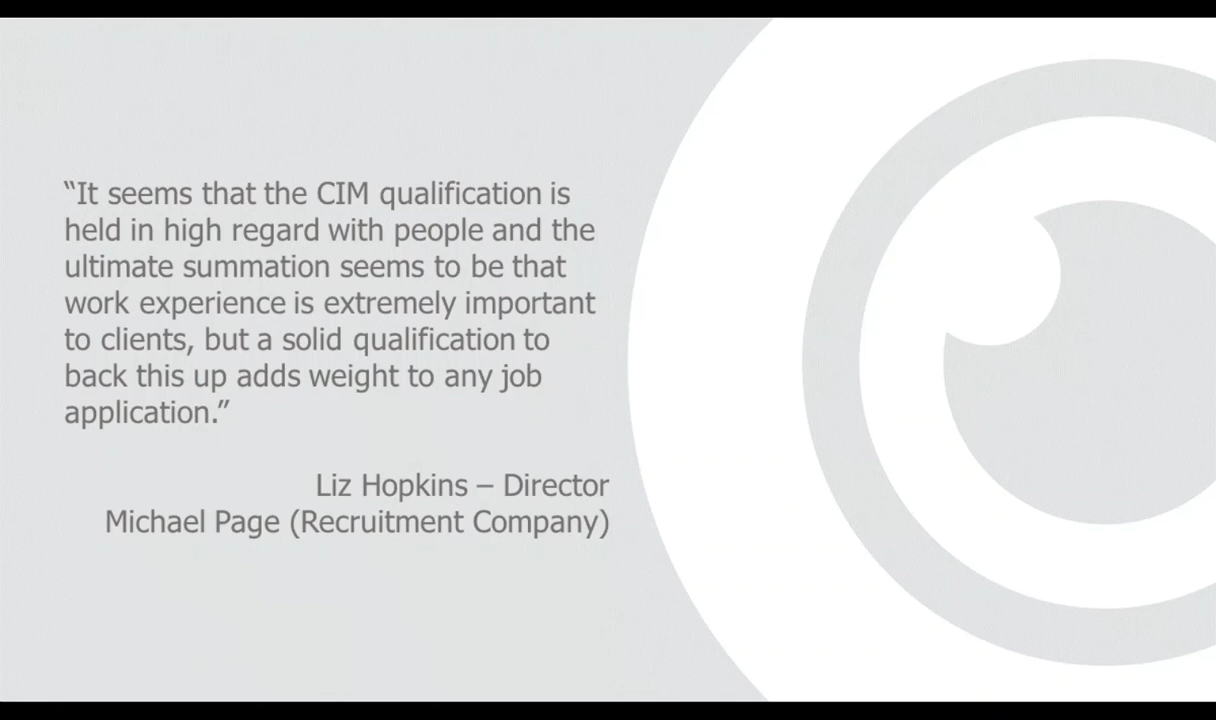 “It seems that the CIM qualification is
held in high regard with people and the
ultimate summation seems to be that
work experience is extremely important
to clients, but a solid qualification to
back this up adds weight to any job
application.”
Liz Hopkins – Director
Michael Page (Recruitment Company)